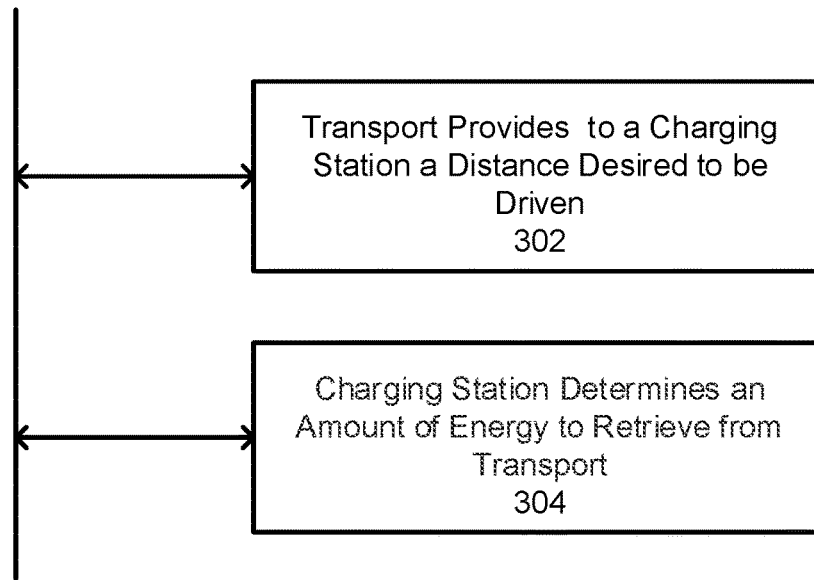 Transport Provides to a Charging
Station a Distance Desired to be
Driven
302
Charging Station Determines an
Amount of Energy to Retrieve from
Transport
304